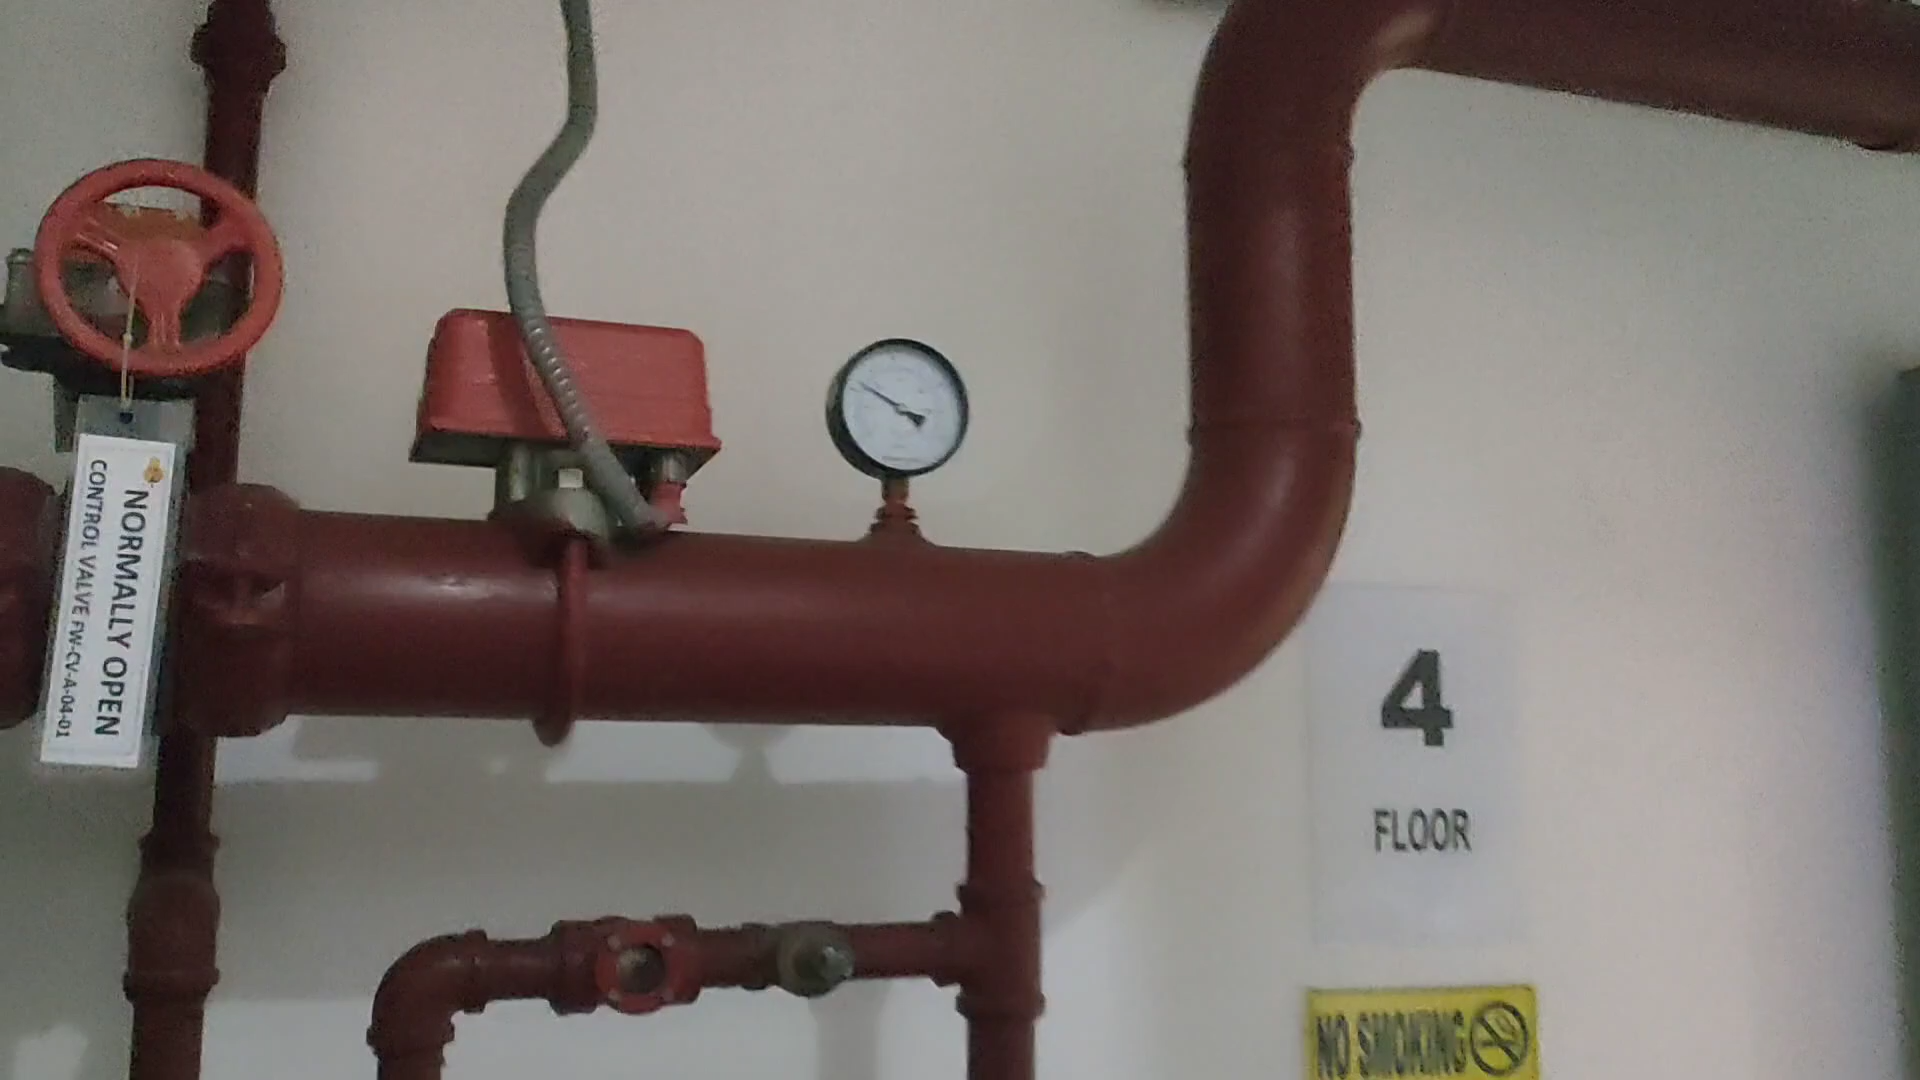 NORMALLY OPEN
CONTROL VALVE FW-CV-A-04-01
4
FLOOR
NO SMOKING